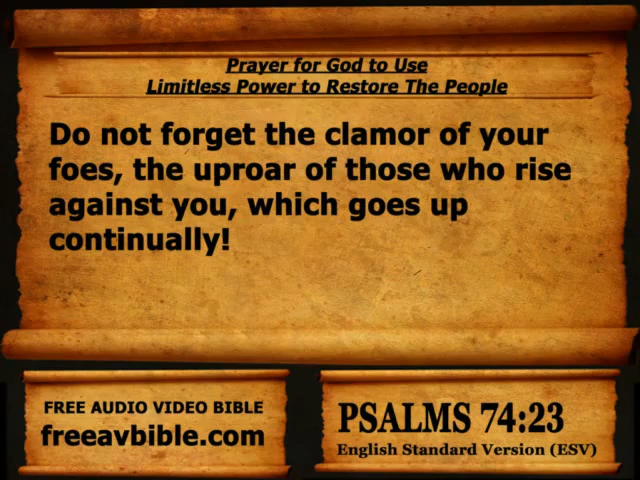 Prayer for God to Use
Limitless Power to Restore The People
Do not forget the clamor of your
foes, the uproar of those who rise
against you, which goes up
continually!
FREE AUDIO VIDEO BIBLE
freeavbible.com
PSALMS 74:23
English Standard Version (ESV)